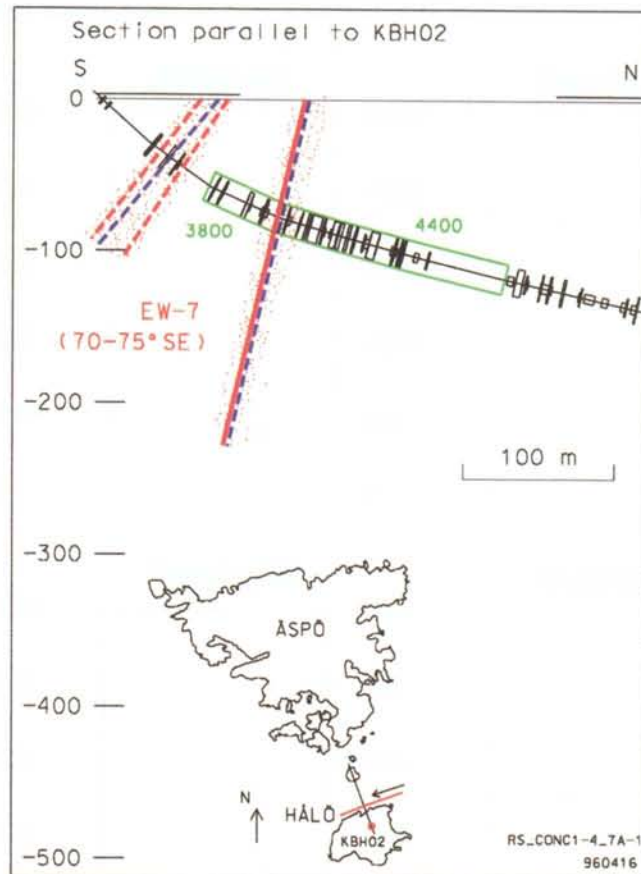 Section parallel to KBH02
S
N
0
3800
4400
-100
EW-7
(70-75°SE)
-200
100 m
-300
ÄSPÖ
-400
N
HÅLÖ
KBH02
RS_CONC1-4_7A-1
960416
-500